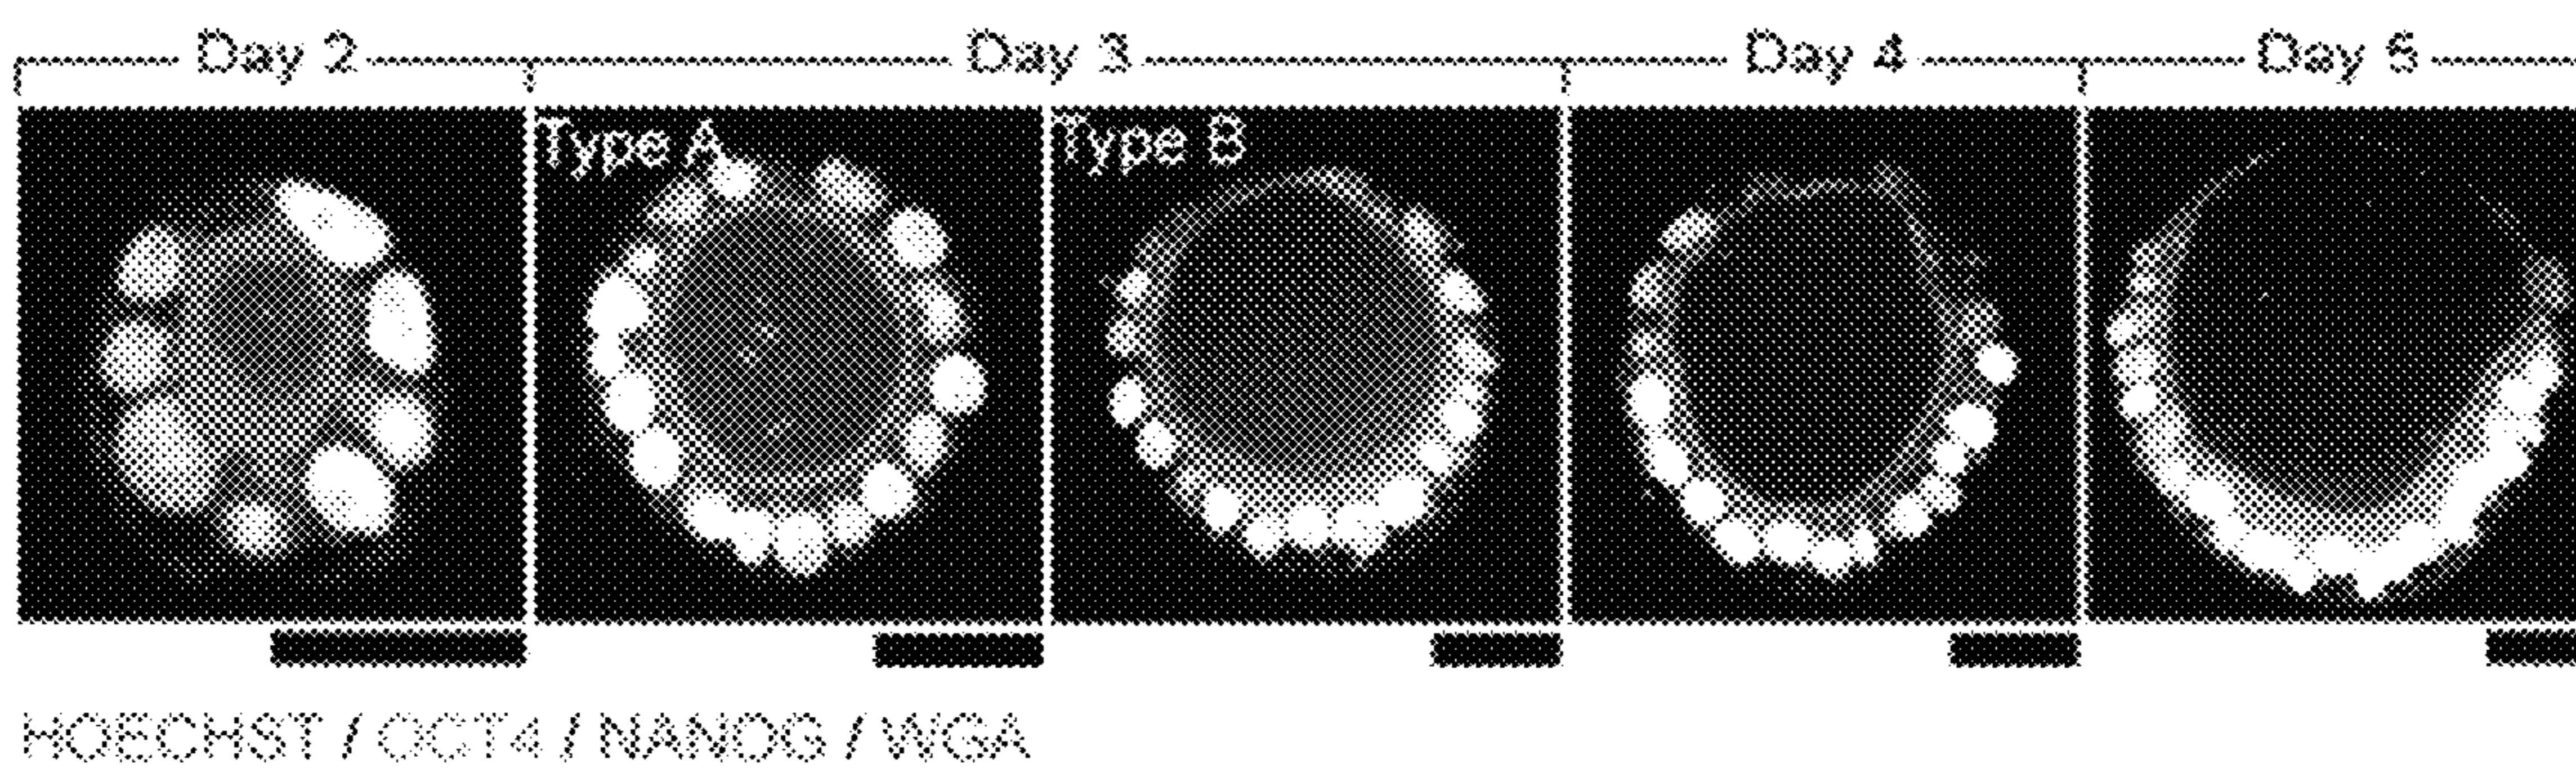 Day 2 Day 3 Day 4 Day 5
Type A Type B
HOECHST / OCT4 / NANOG / WGA